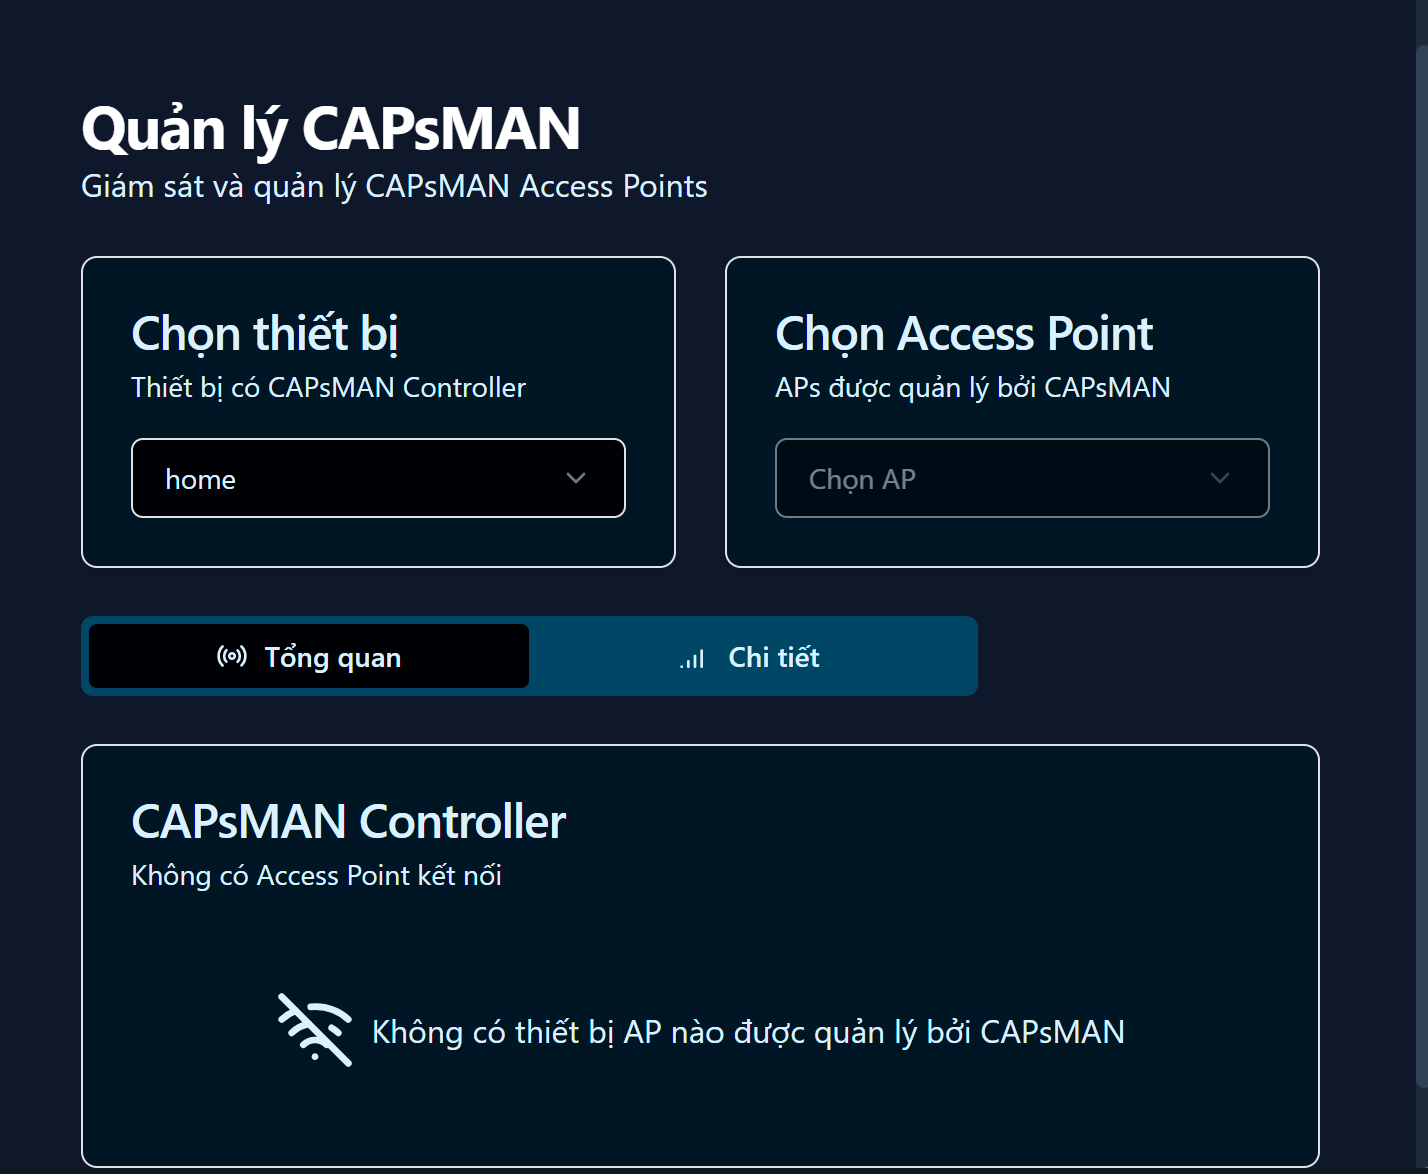 Quản lý CAPsMAN
Giám sát và quản lý CAPsMAN Access Points
Chọn thiết bị
Thiết bị có CAPsMAN Controller
home
Chọn Access Point
APs được quản lý bởi CAPsMAN
Chọn AP
Tổng quan
Chi tiết
CAPsMAN Controller
Không có Access Point kết nối
Không có thiết bị AP nào được quản lý bởi CAPsMAN